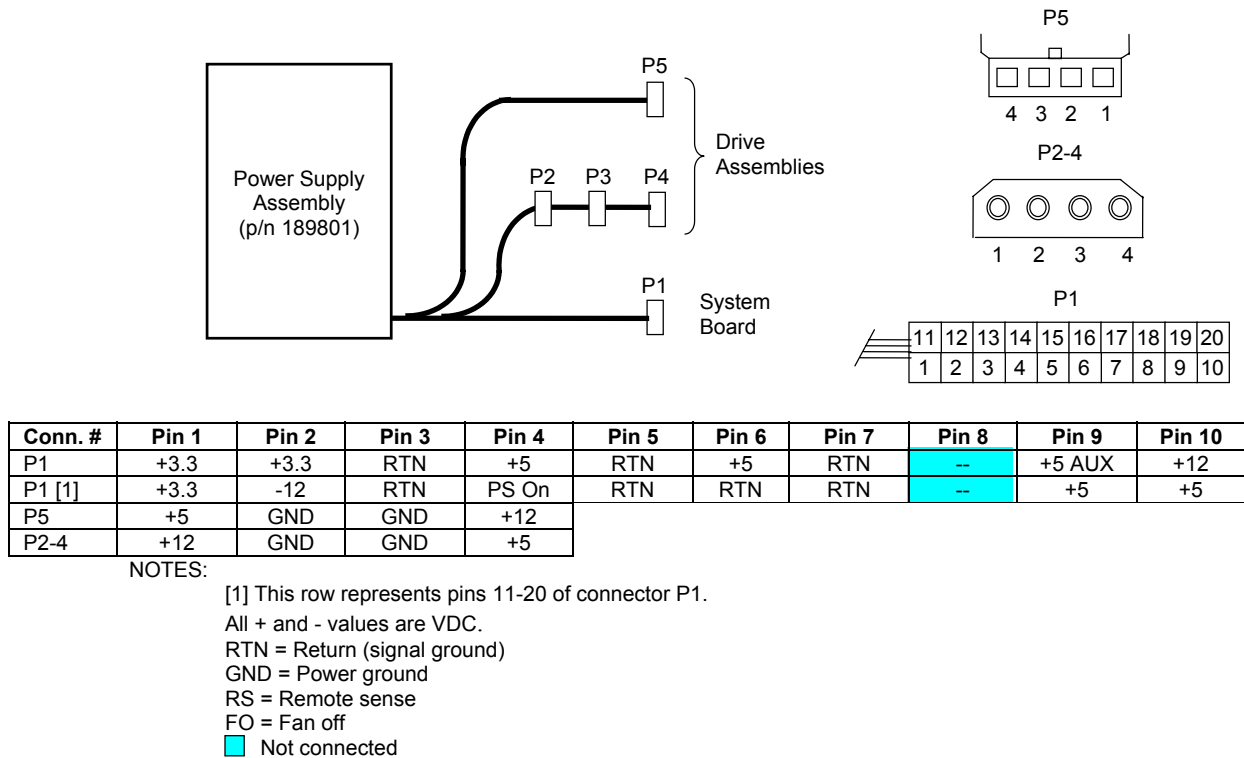 P5
4 3 2 1
P2-4
1 2 3 4
P1
11 12 13 14 15 16 17 18 19 20
1 2 3 4 5 6 7 8 9 10
Power Supply
Assembly
(p/n 189801)
P5
P2 P3 P4
P1
Drive
Assemblies
System
Board
Conn. # Pin 1 Pin 2 Pin 3 Pin 4 Pin 5 Pin 6 Pin 7 Pin 8 Pin 9 Pin 10
P1 +3.3 +3.3 RTN +5 RTN +5 RTN -- +5 AUX +12
P1 [1] +3.3 -12 RTN PS On RTN RTN RTN -- +5 +5
P5 +5 GND GND +12
P2-4 +12 GND GND +5
NOTES:
[1] This row represents pins 11-20 of connector P1.
All + and - values are VDC.
RTN = Return (signal ground)
GND = Power ground
RS = Remote sense
FO = Fan off
Not connected